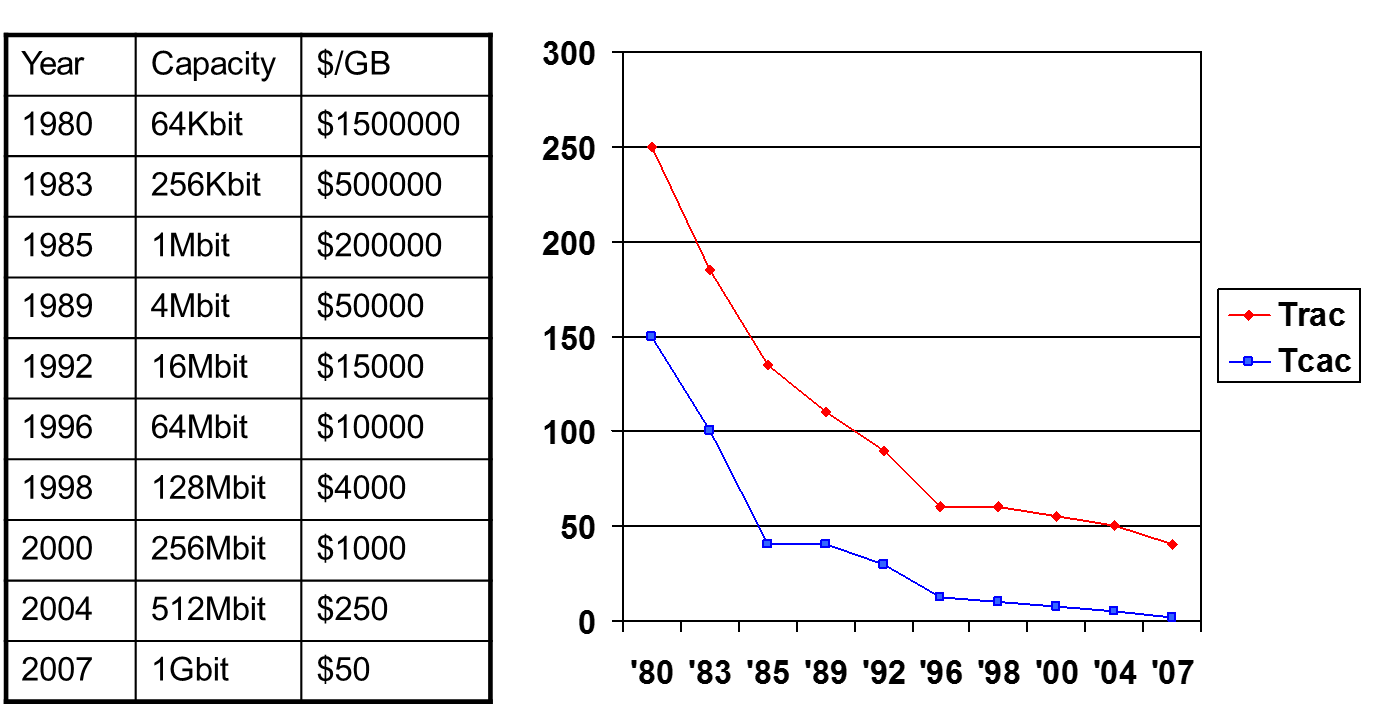 Year Capacity $/GB
1980 64Kbit $1500000
1983 256Kbit $500000
1985 1Mbit $200000
1989 4Mbit $50000
1992 16Mbit $15000
1996 64Mbit $10000
1998 128Mbit $4000
2000 256Mbit $1000
2004 512Mbit $250
2007 1Gbit $50
300
250
200
150
100
50
0
'80 '83 '85 '89 '92 '96 '98 '00 '04 '07
Trac
Tcac